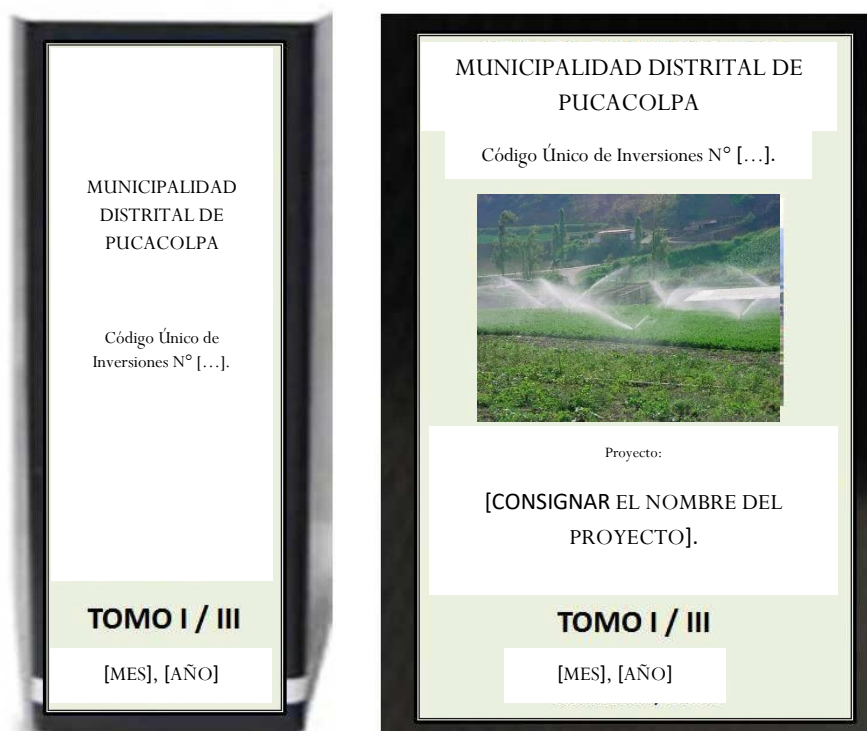 MUNICIPALIDAD
DISTRITAL DE
PUCACOLPA
Código Único de
Inversiones N° […].
TOMO I / III
[MES], [AÑO]
MUNICIPALIDAD DISTRITAL DE
PUCACOLPA
Código Único de Inversiones N° […].
Proyecto:
[CONSIGNAR EL NOMBRE DEL
PROYECTO].
TOMO I / III
[MES], [AÑO]